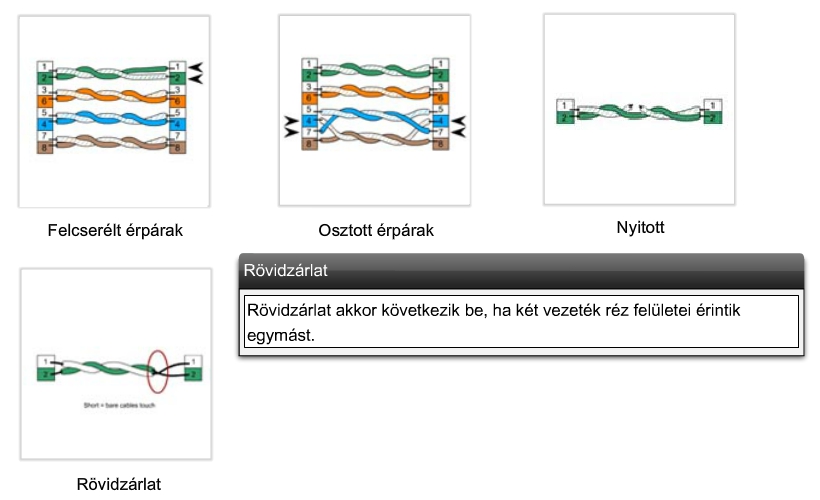 1 1
2 2
3 3
6 6
5 5
4 4
7 7
8 8
Felcserélt érpárak
1 1
2 2
3 3
6 6
5 5
4 4
7 7
8 8
Osztott érpárak
1 1
2 2
Nyitott
1 1
2 2
Short = bare cables touch
Rövidzárlat
Rövidzárlat
Rövidzárlat akkor következik be, ha két vezeték réz felületei érintik
egymást.